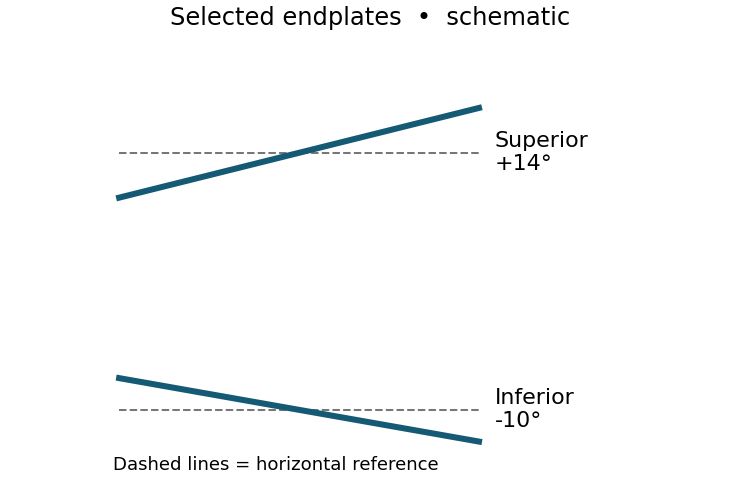 Selected endplates • schematic
Superior
+14°
Inferior
-10°
Dashed lines = horizontal reference